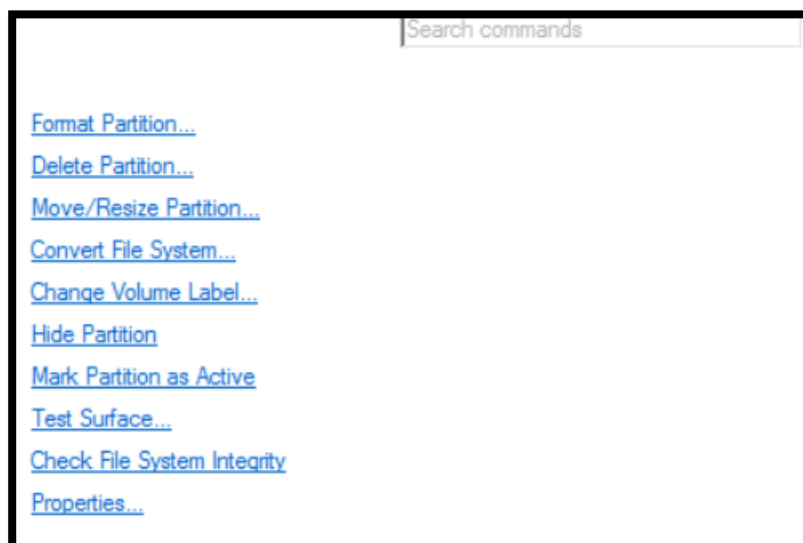 Search commands
Format Partition...
Delete Partition...
Move/Resize Partition...
Convert File System...
Change Volume Label...
Hide Partition
Mark Partition as Active
Test Surface...
Check File System Integrity
Properties...